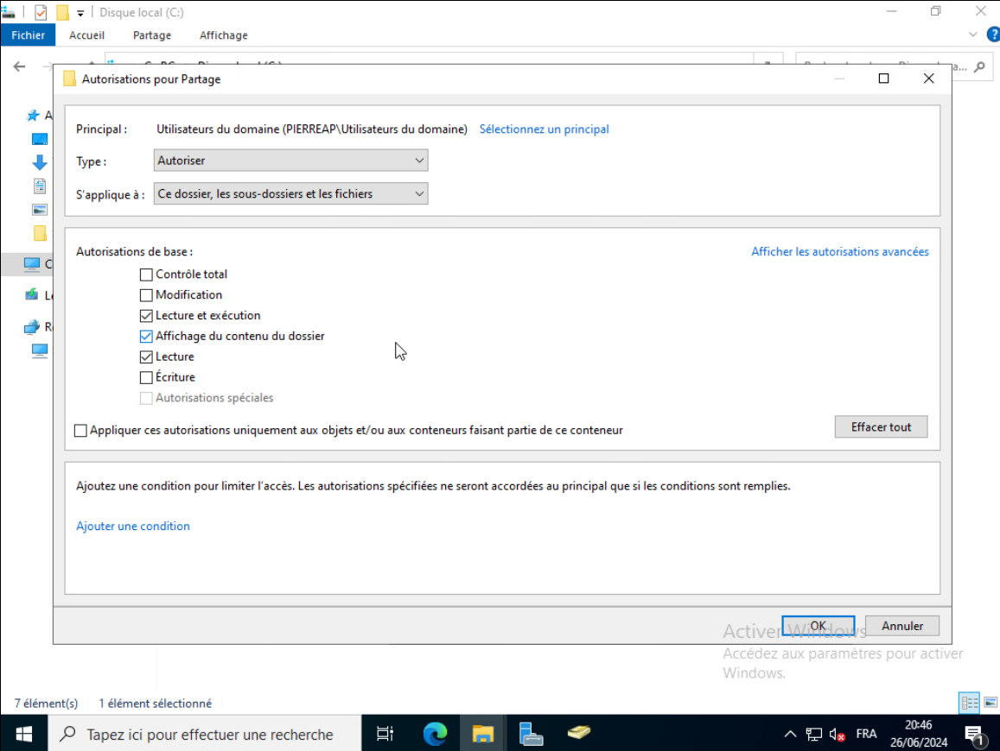 Disque local (C:)
Fichier Accueil Partage Affichage
Autorisations pour Partage
Principal : Utilisateurs du domaine (PIERREAP\Utilisateurs du domaine) Sélectionnez un principal
Type : Autoriser
S'applique à : Ce dossier, les sous-dossiers et les fichiers
Autorisations de base : Afficher les autorisations avancées
Contrôle total
Modification
Lecture et exécution
Affichage du contenu du dossier
Lecture
Écriture
Autorisations spéciales
Appliquer ces autorisations uniquement aux objets et/ou aux conteneurs faisant partie de ce conteneur Effacer tout
Ajoutez une condition pour limiter l'accès. Les autorisations spécifiées ne seront accordées au principal que si les conditions sont remplies.
Ajouter une condition
OK Annuler
Activer Windows
Accédez aux paramètres pour activer
Windows.
7 élément(s) 1 élément sélectionné
Tapez ici pour effectuer une recherche FRA 20:46
26/06/2024 1